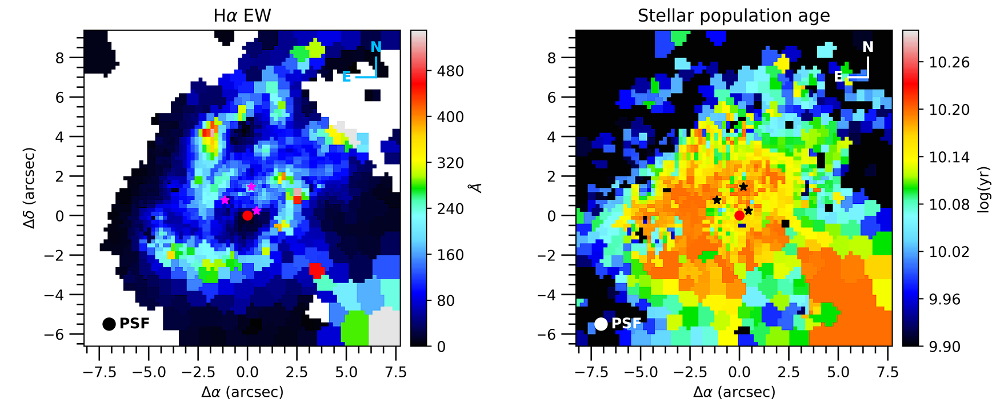 Hα EW
Stellar population age
N
E
PSF
8
6
4
2
0
−2
−4
−6
Δδ (arcsec)
−7.5 −5.0 −2.5 0.0 2.5 5.0 7.5
Δα (arcsec)
480
400
320
240
160
80
0
Å
N
E
PSF
8
6
4
2
0
−2
−4
−6
−7.5 −5.0 −2.5 0.0 2.5 5.0 7.5
Δα (arcsec)
10.26
10.20
10.14
10.08
10.02
9.96
9.90
log(yr)